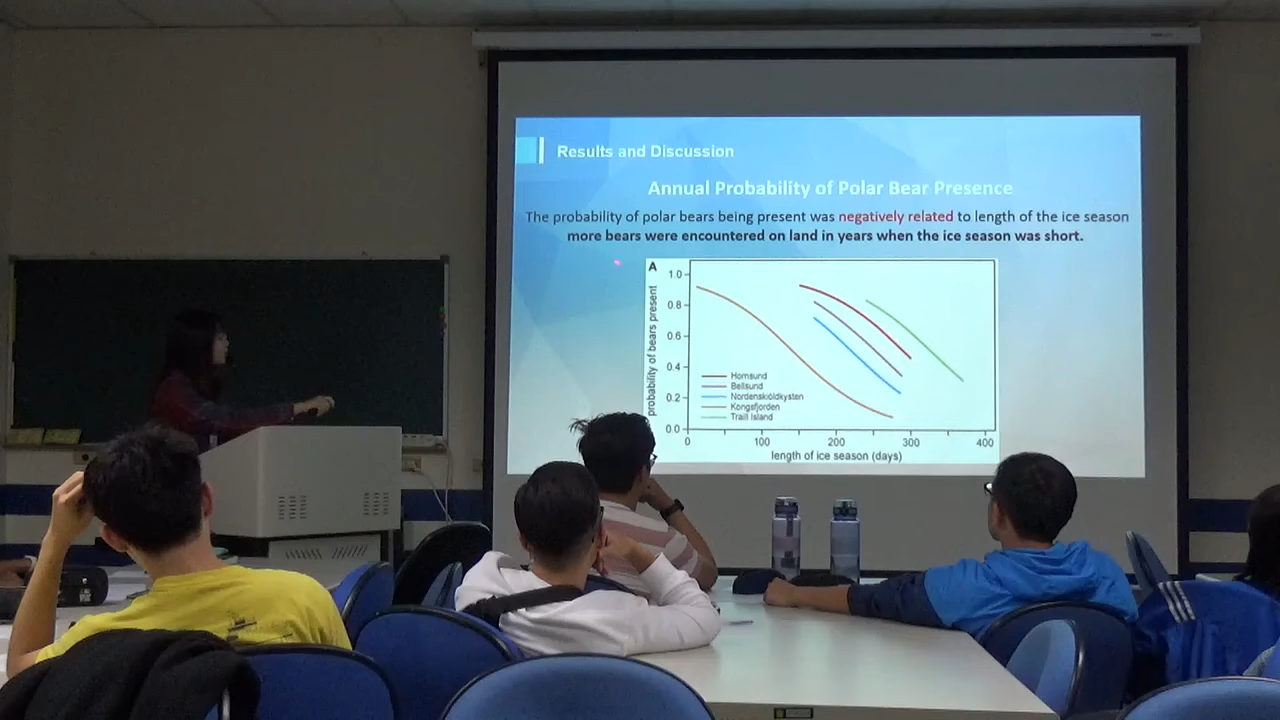 Results and Discussion
Annual Probability of Polar Bear Presence
The probability of polar bears being present was negatively related to length of the ice season
more bears were encountered on land in years when the ice season was short.
A
probability of bears present
1.0
0.8
0.6
0.4
0.2
0.0
Hornsund
Bellsund
Nordenskiöldkysten
Kongsfjorden
Traill Island
0 100 200 300 400
length of ice season (days)